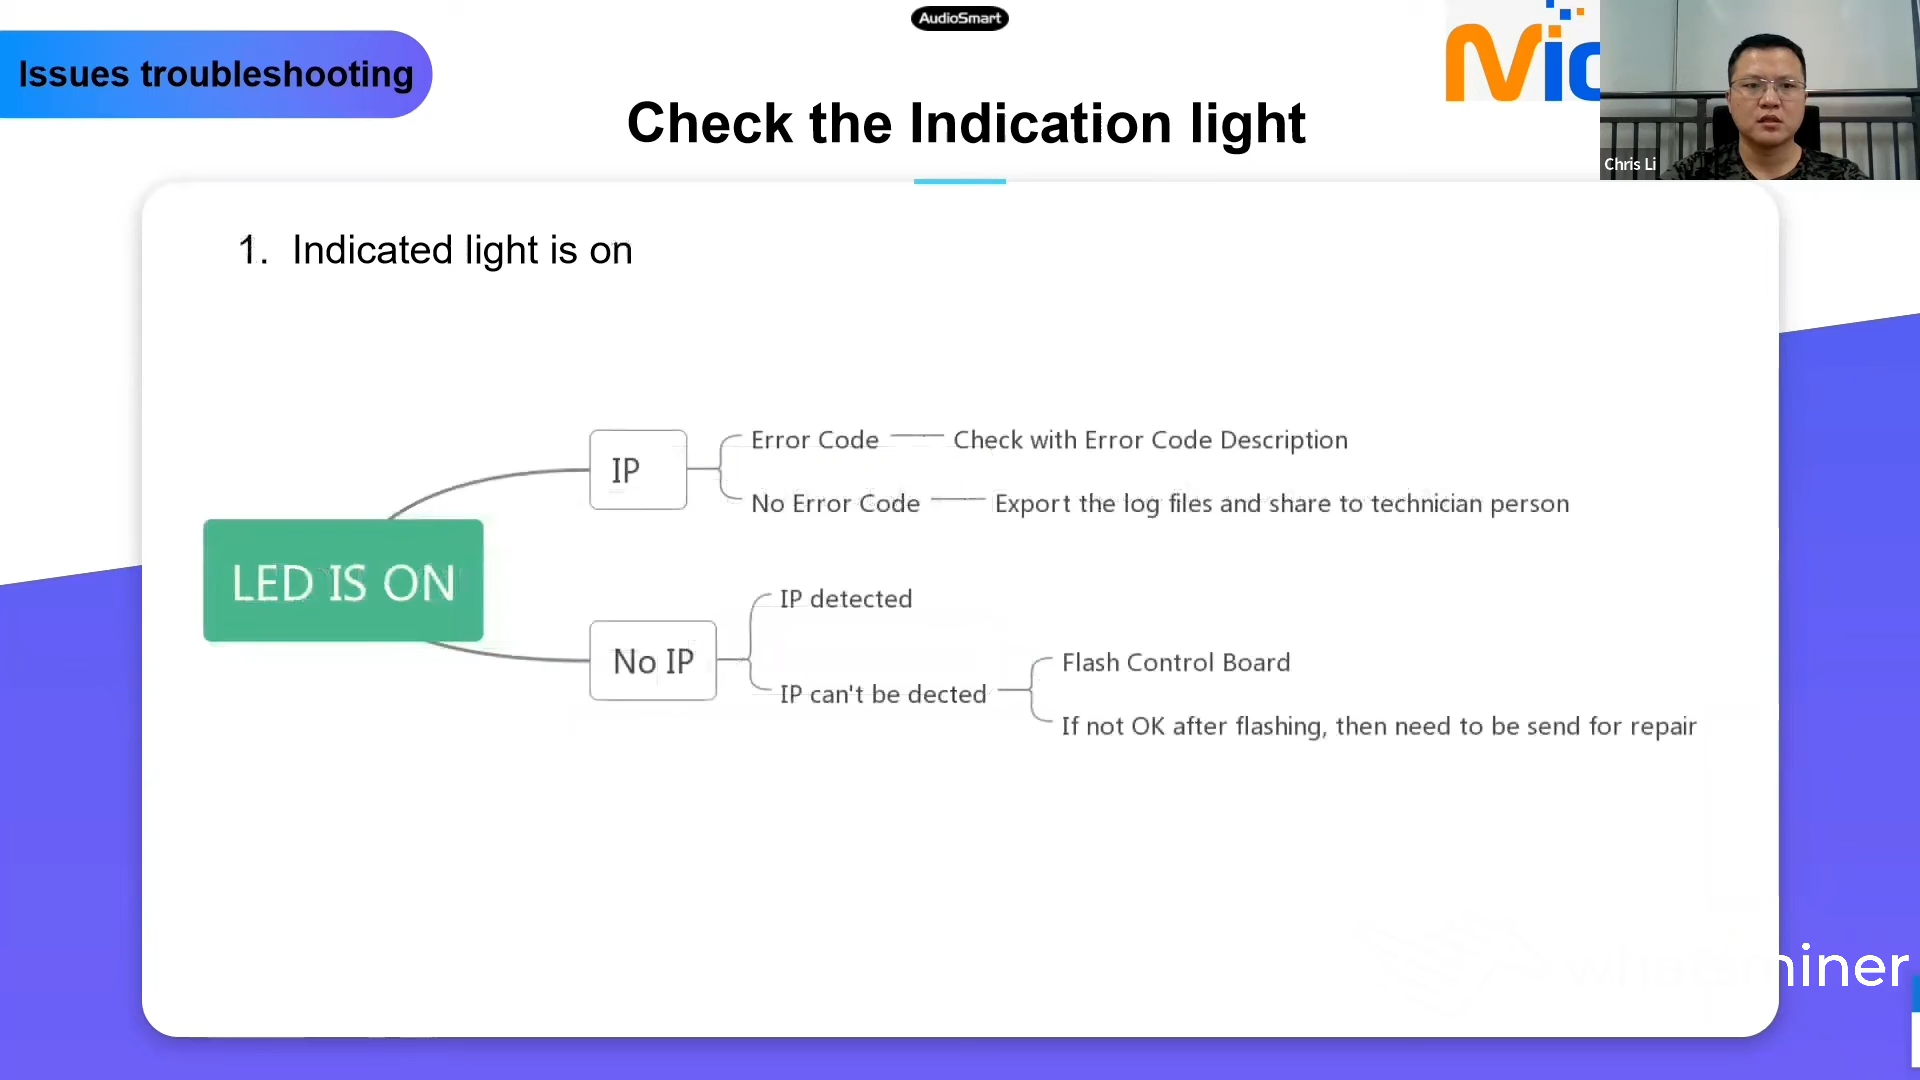 AudioSmart
Issues troubleshooting
Check the Indication light
Chris Li
1. Indicated light is on
Error Code
Check with Error Code Description
IP
No Error Code
Export the log files and share to technician person
LED IS ON
IP detected
No IP
Flash Control Board
IP can't be dected
If not OK after flashing, then need to be send for repair